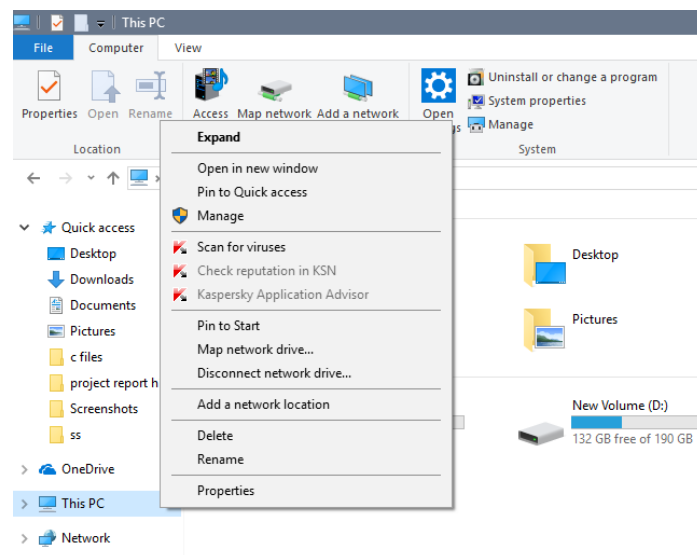 This PC
File Computer View
Properties Open Rename Access Map network Add a network Open
Uninstall or change a program
System properties
Manage
Location
System
Expand
Open in new window
Pin to Quick access
Manage
Scan for viruses
Check reputation in KSN
Kaspersky Application Advisor
Pin to Start
Map network drive...
Disconnect network drive...
Add a network location
Delete
Rename
Properties
Quick access
Desktop
Downloads
Documents
Pictures
c files
project report h
Screenshots
ss
OneDrive
This PC
Network
Desktop
Pictures
New Volume (D:)
132 GB free of 190 GB